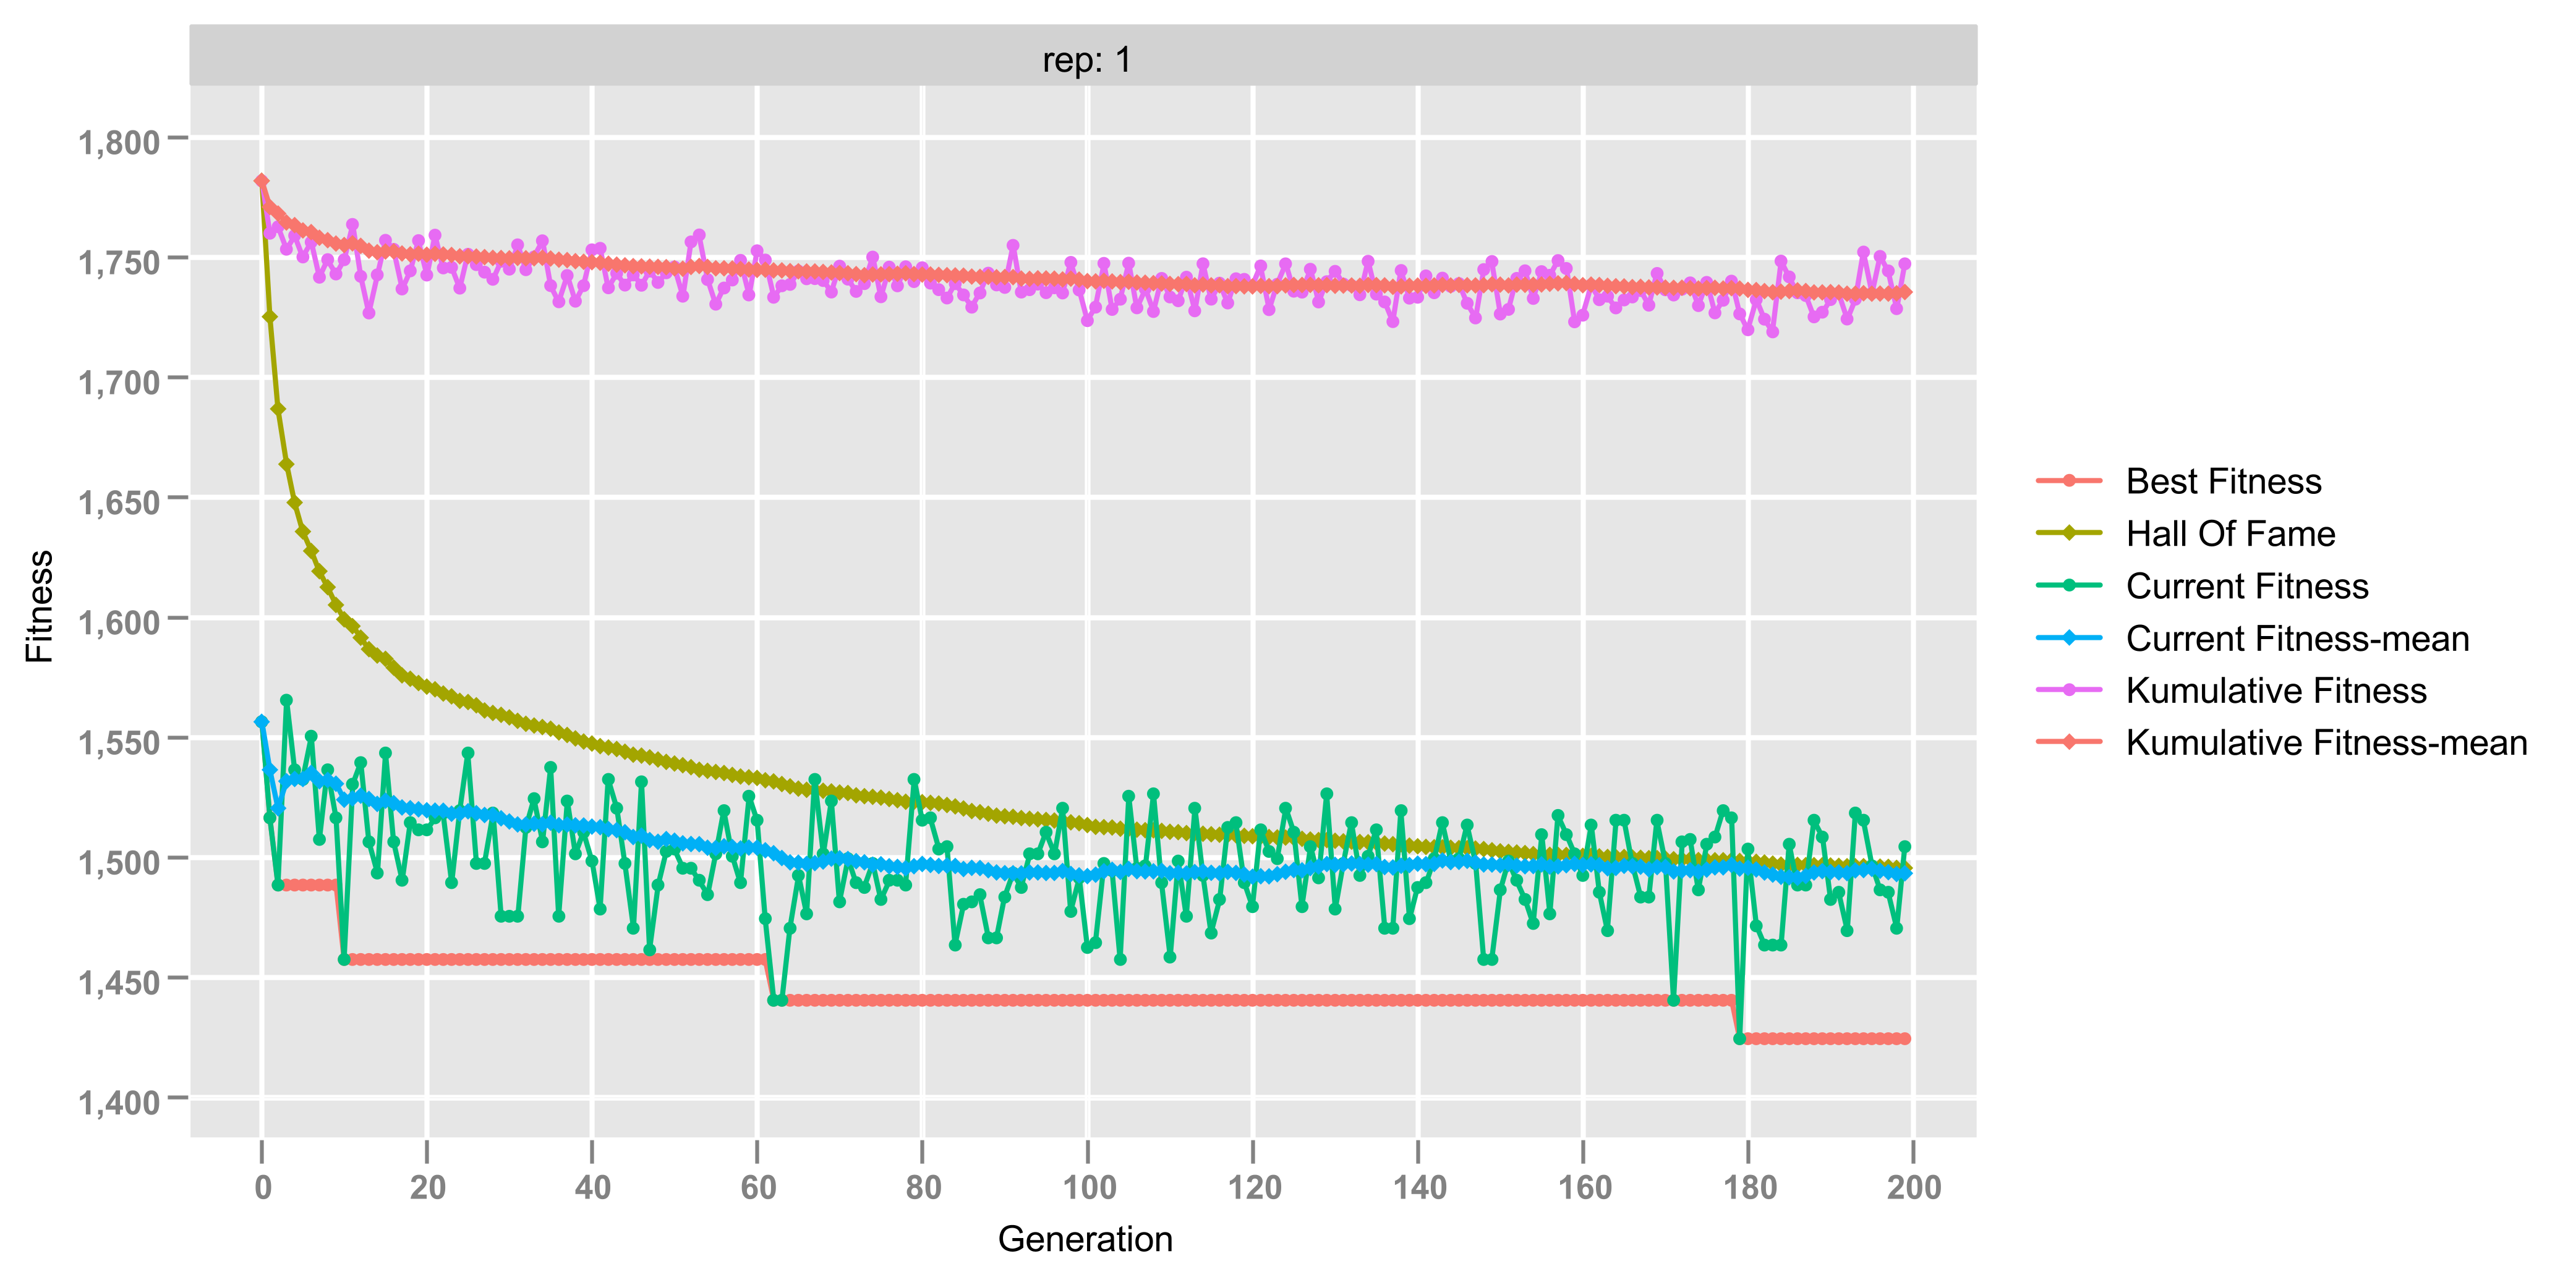 rep: 1
1,800
1,750
1,700
1,650
1,600
1,550
1,500
1,450
1,400
Fitness
0 20 40 60 80 100 120 140 160 180 200
Generation
Best Fitness
Hall Of Fame
Current Fitness
Current Fitness-mean
Kumulative Fitness
Kumulative Fitness-mean